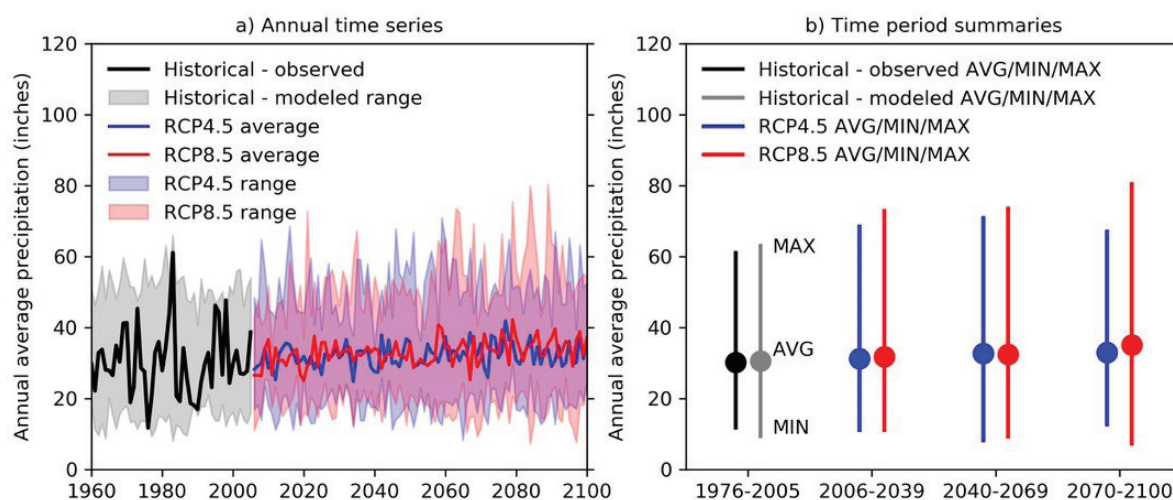 a) Annual time series
Annual average precipitation (inches)
120
100
80
60
40
20
0
Historical - observed
Historical - modeled range
RCP4.5 average
RCP8.5 average
RCP4.5 range
RCP8.5 range
1960
1980
2000
2020
2040
2060
2080
2100
b) Time period summaries
Annual average precipitation (inches)
120
100
80
60
40
20
0
Historical - observed AVG/MIN/MAX
Historical - modeled AVG/MIN/MAX
RCP4.5 AVG/MIN/MAX
RCP8.5 AVG/MIN/MAX
MAX
AVG
MIN
1976-2005
2006-2039
2040-2069
2070-2100